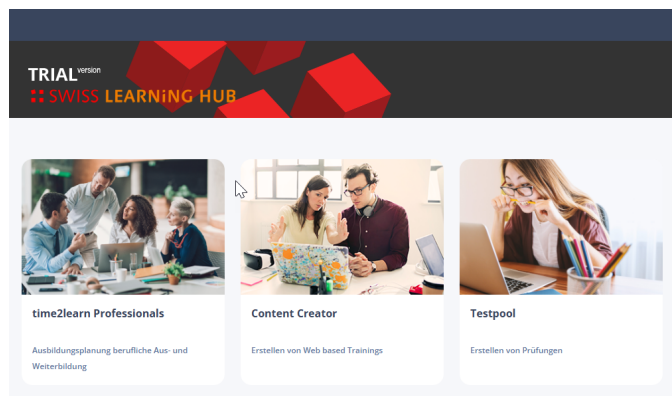 TRIAL version
SWISS LEARNiNG HUB
time2learn Professionals
Ausbildungsplanung berufliche Aus- und
Weiterbildung
Content Creator
Erstellen von Web based Trainings
Testpool
Erstellen von Prüfungen